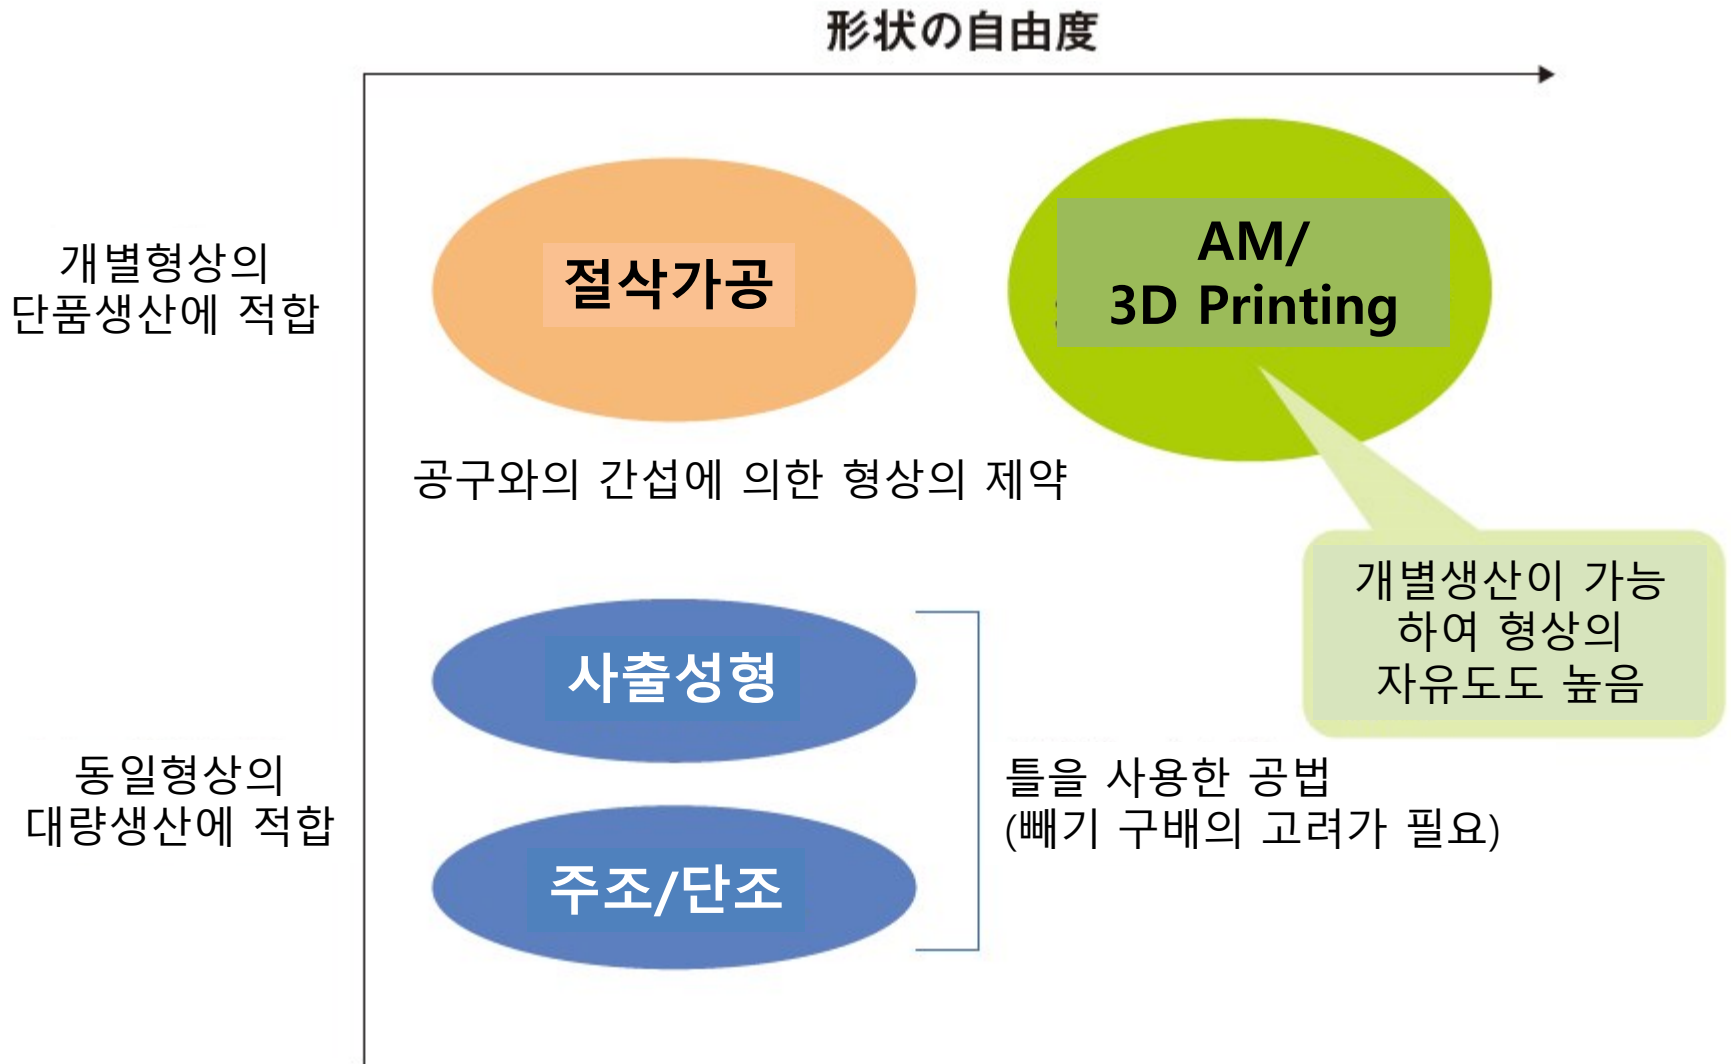 形状の自由度
개별형상의
단품생산에 적합
절삭가공
AM/
3D Printing
공구와의 간섭에 의한 형상의 제약
개별생산이 가능
하여 형상의
자유도도 높음
사출성형
동일형상의
대량생산에 적합
틀을 사용한 공법
(빼기 구배의 고려가 필요)
주조/단조